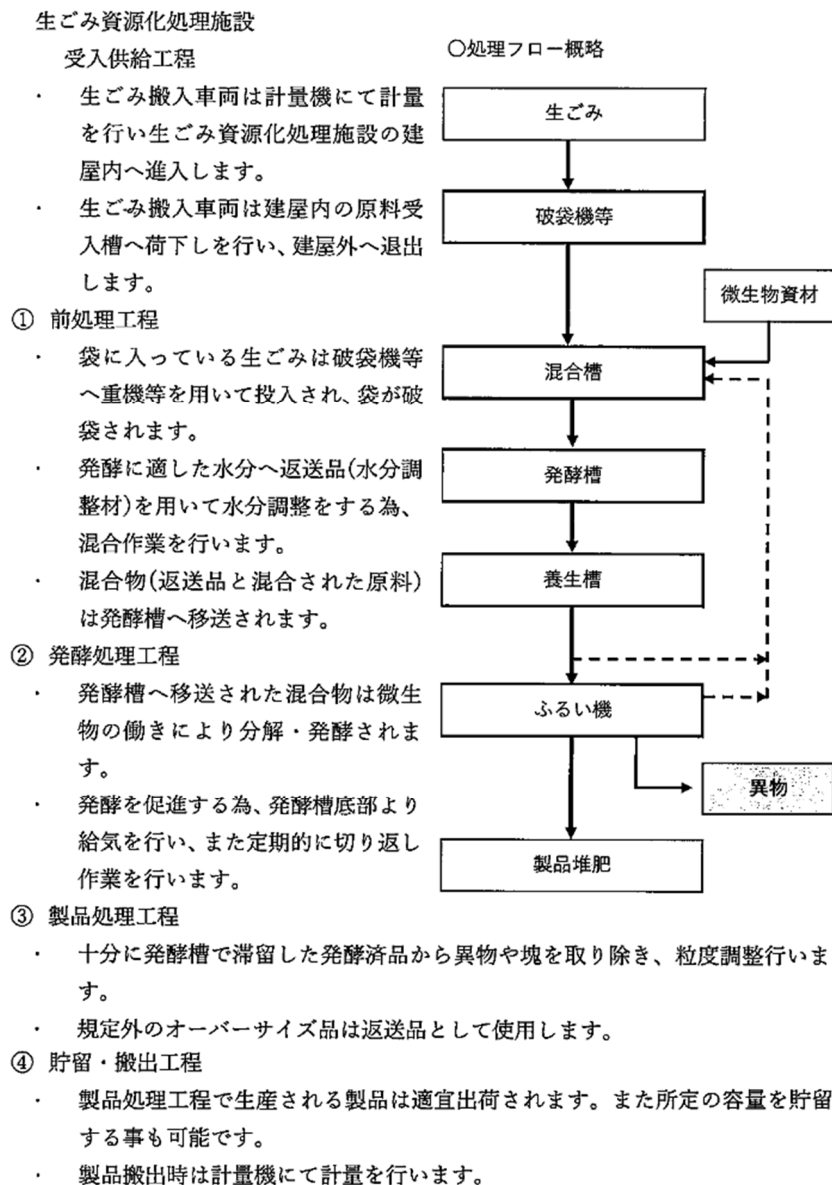 生ごみ資源化処理施設
受入供給工程
・ 生ごみ搬入車両は計量機にて計量
を行い生ごみ資源化処理施設の建
屋内へ進入します。
・ 生ごみ搬入車両は建屋内の原料受
入槽へ荷下しを行い、建屋外へ退出
します。
① 前処理工程
・ 袋に入っている生ごみは破袋機等
へ重機等を用いて投入され、袋が破
袋されます。
・ 発酵に適した水分へ返送品(水分調
整材)を用いて水分調整をする為、
混合作業を行います。
・ 混合物(返送品と混合された原料)
は発酵槽へ移送されます。
② 発酵処理工程
・ 発酵槽へ移送された混合物は微生
物の働きにより分解・発酵されま
す。
・ 発酵を促進する為、発酵槽底部より
給気を行い、また定期的に切り返し
作業を行います。
〇処理フロー概略
生ごみ
破袋機等
微生物資材
混合槽
発酵槽
養生槽
ふるい機
異物
製品堆肥
③ 製品処理工程
・ 十分に発酵槽で滞留した発酵済品から異物や塊を取り除き、粒度調整行いま
す。
・ 規定外のオーバーサイズ品は返送品として使用します。
④ 貯留・搬出工程
・ 製品処理工程で生産される製品は適宜出荷されます。また所定の容量を貯留
する事も可能です。
・ 製品搬出時は計量機にて計量を行います。